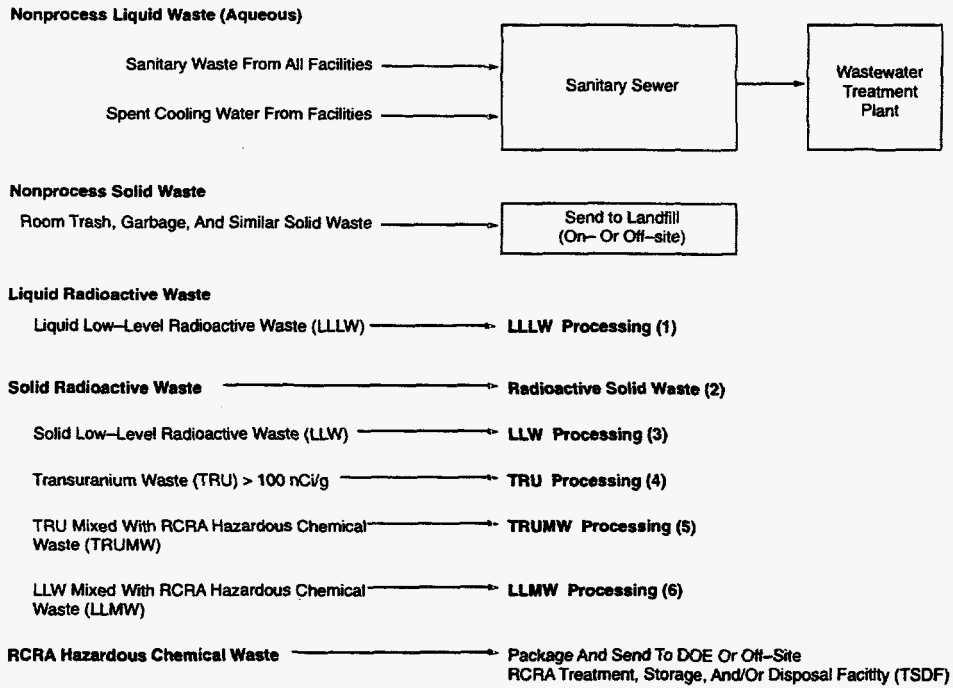 Nonprocess Liquid Waste (Aqueous)
Sanitary Waste From All Facilities
Spent Cooling Water From Facilities
Sanitary Sewer
Wastewater
Treatment
Plant
Nonprocess Solid Waste
Room Trash, Garbage, And Similar Solid Waste
Send to Landfill
(On– Or Off–site)
Liquid Radioactive Waste
Liquid Low–Level Radioactive Waste (LLLW)
LLLW Processing (1)
Solid Radioactive Waste
Radioactive Solid Waste (2)
Solid Low–Level Radioactive Waste (LLW)
LLW Processing (3)
Transuranium Waste (TRU) > 100 nCi/g
TRU Processing (4)
TRU Mixed With RCRA Hazardous Chemical
Waste (TRUMW)
TRUMW Processing (5)
LLW Mixed With RCRA Hazardous Chemical
Waste (LLMW)
LLMW Processing (6)
RCRA Hazardous Chemical Waste
Package And Send To DOE Or Off–Site
RCRA Treatment, Storage, And/Or Disposal Facility (TSDF)